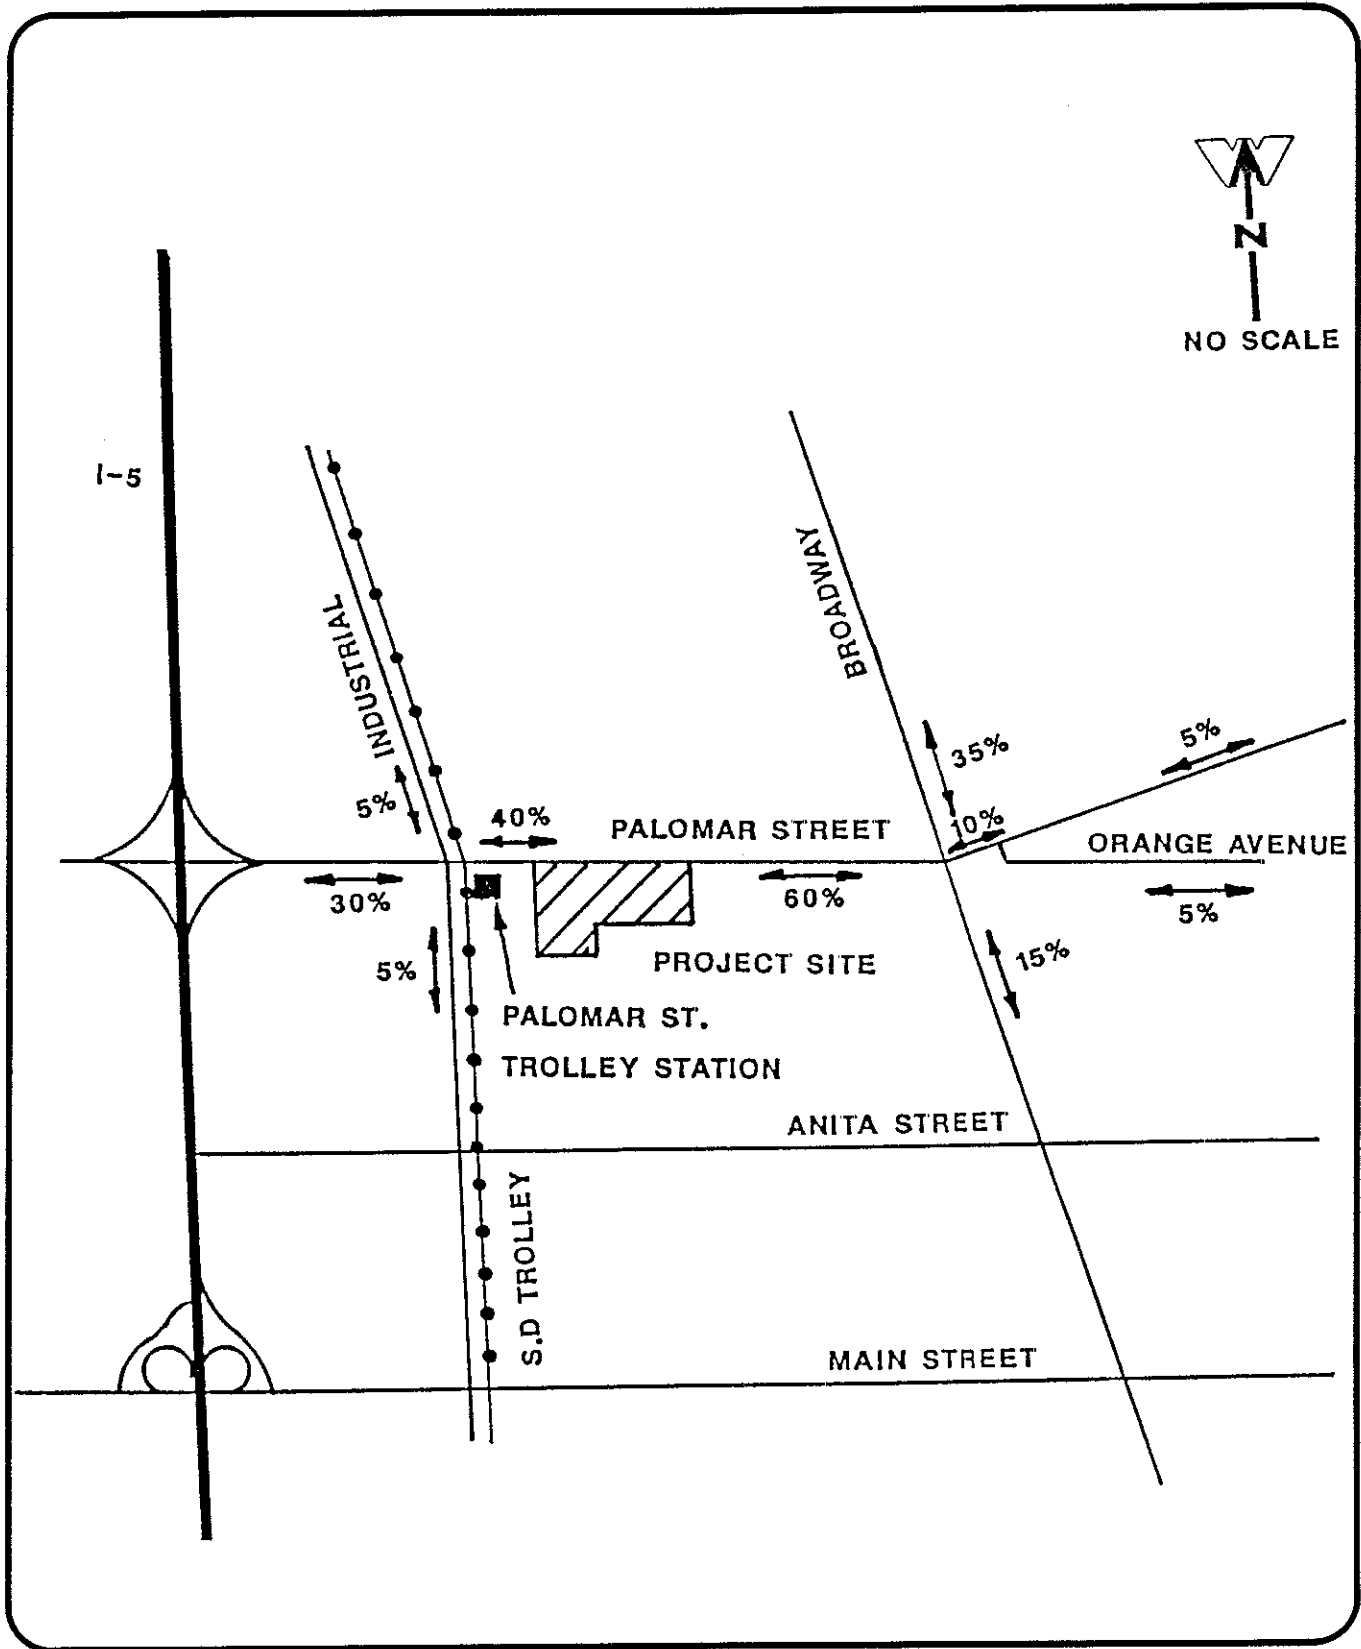 N
NO SCALE
I-5
BROADWAY
INDUSTRIAL
35%
5%
5%
40%
PALOMAR STREET
10%
ORANGE AVENUE
30%
60%
5%
5%
PROJECT SITE
15%
PALOMAR ST.
TROLLEY STATION
ANITA STREET
S.D TROLLEY
MAIN STREET